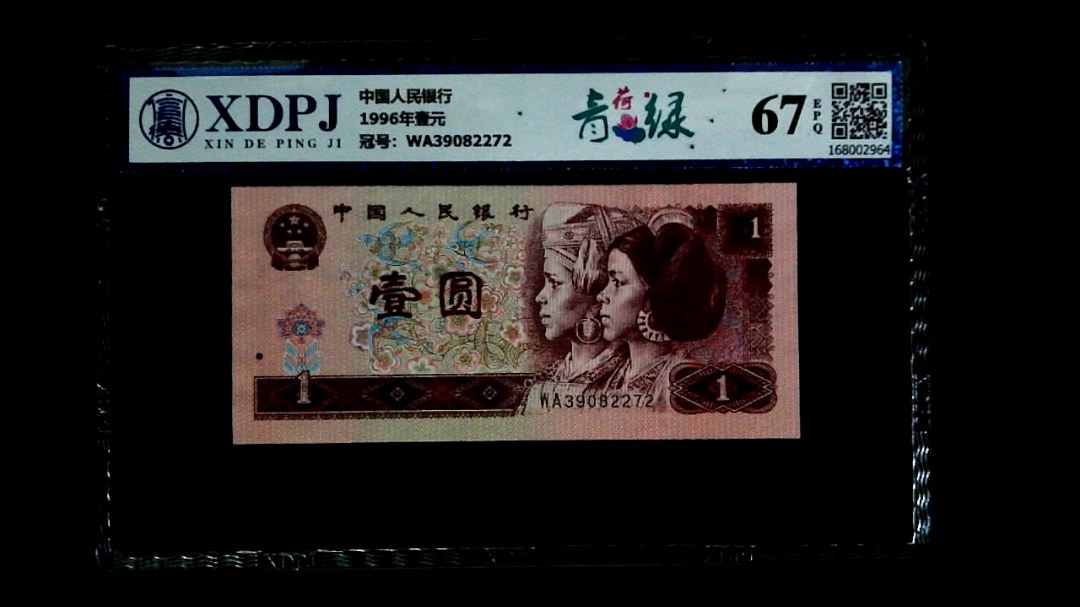 XDPJ
XIN DE PING JI
中国人民银行
1996年壹元
冠号: WA39082272
青荷绿
67
EPQ
168002964
中国人民银行
1
壹圆
1
WA39082272
1